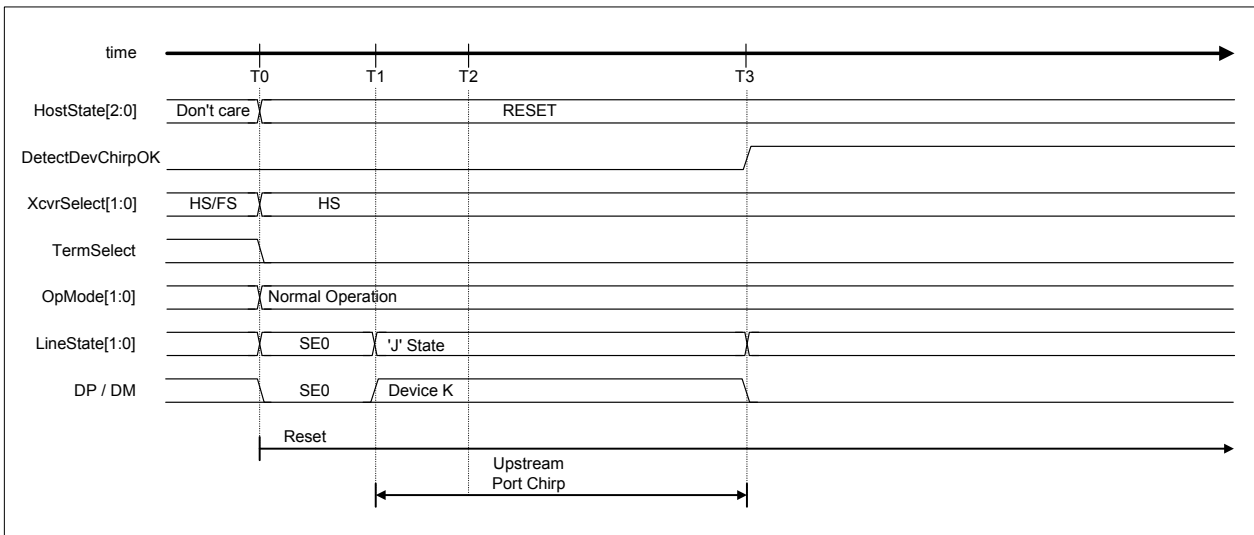 time
T0 T1 T2 T3
HostState[2:0] Don't care RESET
DetectDevChirpOK
XcvrSelect[1:0] HS/FS HS
TermSelect
OpMode[1:0] Normal Operation
LineState[1:0] SE0 'J' State
DP / DM SE0 Device K
Reset
Upstream
Port Chirp